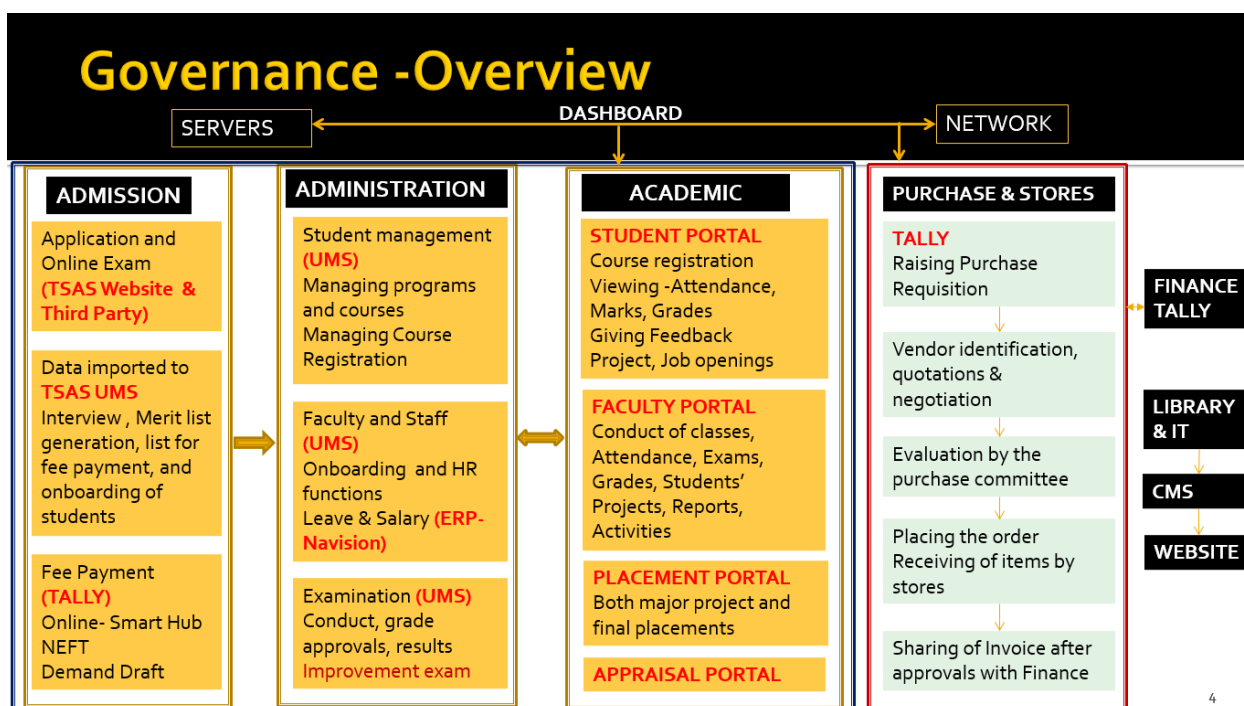 Governance -Overview
DASHBOARD
SERVERS
NETWORK
ADMISSION
Application and
Online Exam
(TSAS Website &
Third Party)
Data imported to
TSAS UMS
Interview , Merit list
generation, list for
fee payment, and
onboarding of
students
Fee Payment
(TALLY)
Online- Smart Hub
NEFT
Demand Draft
ADMINISTRATION
Student management
(UMS)
Managing programs
and courses
Managing Course
Registration
Faculty and Staff
(UMS)
Onboarding and HR
functions
Leave & Salary (ERP-
Navision)
Examination (UMS)
Conduct, grade
approvals, results
Improvement exam
ACADEMIC
STUDENT PORTAL
Course registration
Viewing -Attendance,
Marks, Grades
Giving Feedback
Project, Job openings
FACULTY PORTAL
Conduct of classes,
Attendance, Exams,
Grades, Students’
Projects, Reports,
Activities
PLACEMENT PORTAL
Both major project and
final placements
APPRAISAL PORTAL
PURCHASE & STORES
TALLY
Raising Purchase
Requisition
Vendor identification,
quotations &
negotiation
Evaluation by the
purchase committee
Placing the order
Receiving of items by
stores
Sharing of Invoice after
approvals with Finance
FINANCE
TALLY
LIBRARY
& IT
CMS
WEBSITE
4